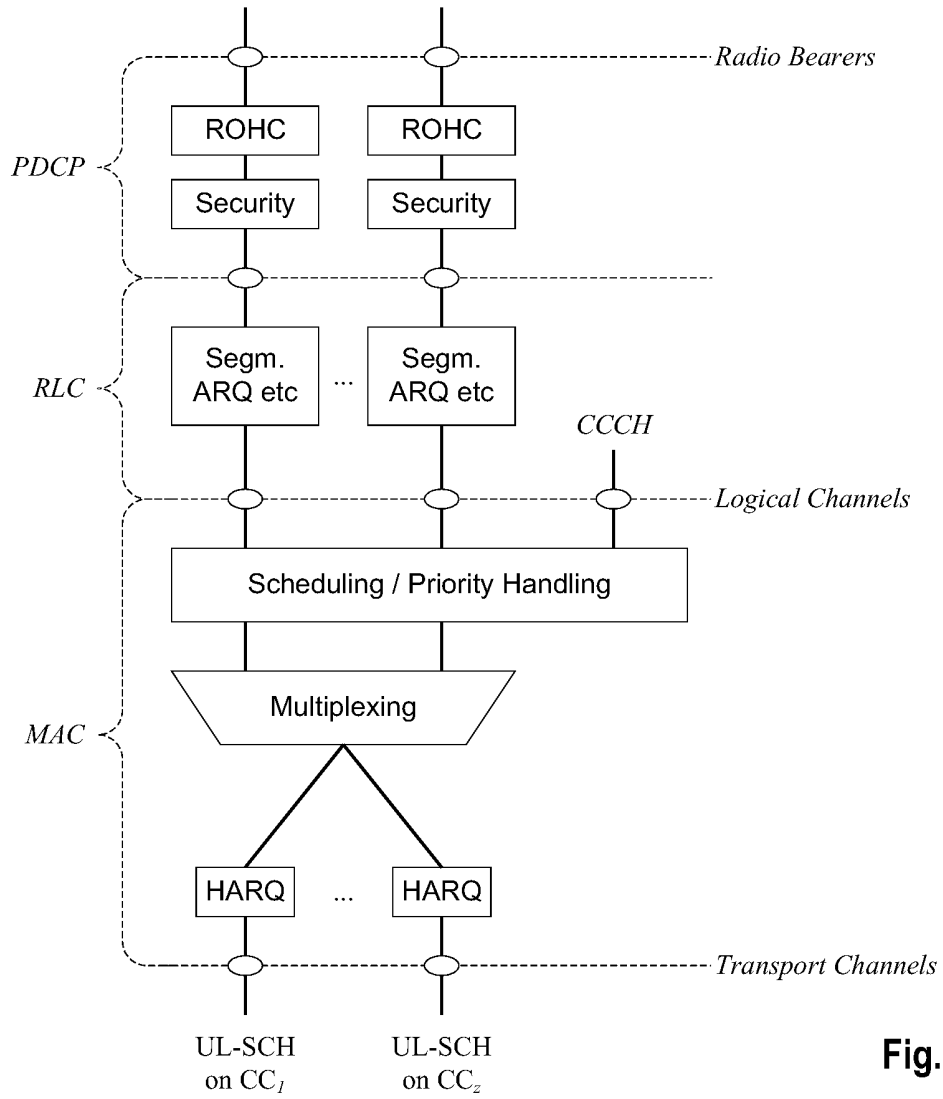 Radio Bearers
ROHC ROHC
PDCP
Security Security
Segm. ARQ etc ... Segm. ARQ etc
RLC
CCCH
Logical Channels
Scheduling / Priority Handling
Multiplexing
MAC
HARQ ... HARQ
Transport Channels
UL-SCH UL-SCH
on CC1 on CCz
Fig.